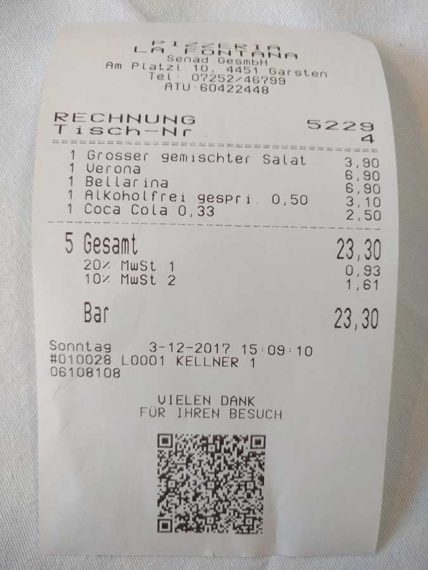 PIZZERIA
LA FONTANA
Senad GesmbH
Am Platzl 10, 4451 Garsten
Tel: 07252/46799
ATU 60422448
RECHNUNG 5229
Tisch-Nr 4
1 Grosser gemischter Salat 3,90
1 Verona 6,90
1 Bellarina 6,90
1 Alkoholfrei gespri. 0,50 3,10
1 Coca Cola 0,33 2,50
5 Gesamt 23,30
20% MwSt 1 0,93
10% MwSt 2 1,61
Bar 23,30
Sonntag 3-12-2017 15:09:10
#010028 L0001 KELLNER 1
06108108
VIELEN DANK
FÜR IHREN BESUCH